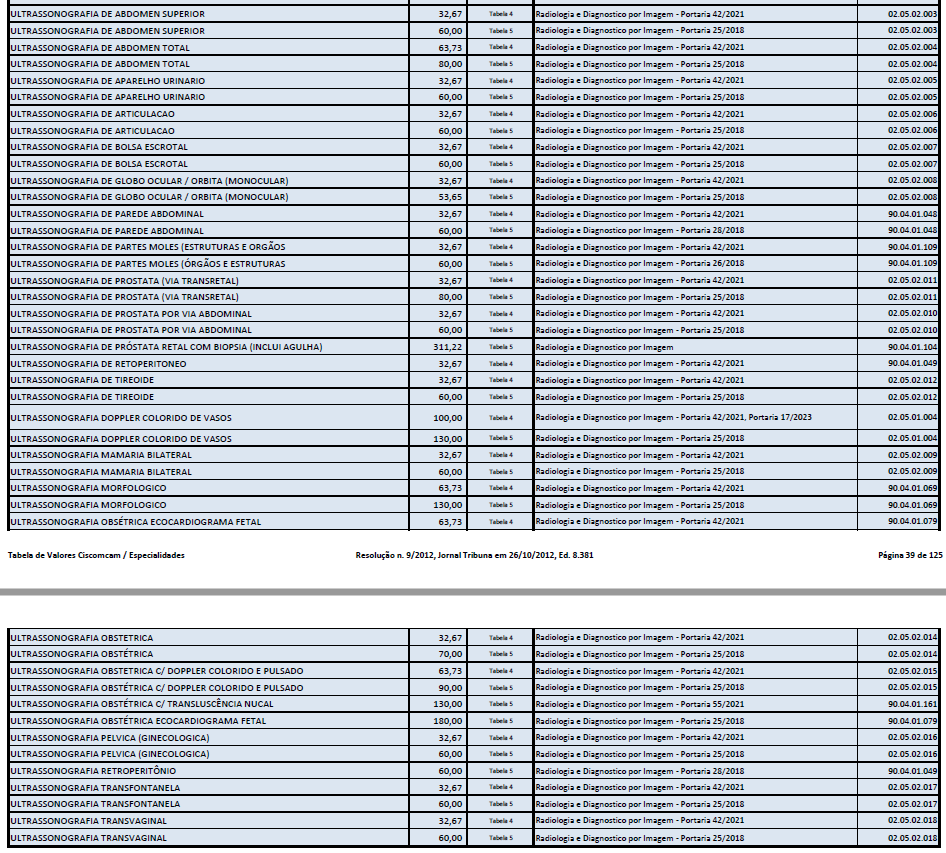 ULTRASSONOGRAFIA DE ABDOMEN SUPERIOR 32,67 Tabela 4 Radiologia e Diagnostico por Imagem - Portaria 42/2021 02.05.02.003
ULTRASSONOGRAFIA DE ABDOMEN SUPERIOR 60,00 Tabela 5 Radiologia e Diagnostico por Imagem - Portaria 25/2018 02.05.02.003
ULTRASSONOGRAFIA DE ABDOMEN TOTAL 63,73 Tabela 4 Radiologia e Diagnostico por Imagem - Portaria 42/2021 02.05.02.004
ULTRASSONOGRAFIA DE ABDOMEN TOTAL 80,00 Tabela 5 Radiologia e Diagnostico por Imagem - Portaria 25/2018 02.05.02.004
ULTRASSONOGRAFIA DE APARELHO URINARIO 32,67 Tabela 4 Radiologia e Diagnostico por Imagem - Portaria 42/2021 02.05.02.005
ULTRASSONOGRAFIA DE APARELHO URINARIO 60,00 Tabela 5 Radiologia e Diagnostico por Imagem - Portaria 25/2018 02.05.02.005
ULTRASSONOGRAFIA DE ARTICULACAO 32,67 Tabela 4 Radiologia e Diagnostico por Imagem - Portaria 42/2021 02.05.02.006
ULTRASSONOGRAFIA DE ARTICULACAO 60,00 Tabela 5 Radiologia e Diagnostico por Imagem - Portaria 25/2018 02.05.02.006
ULTRASSONOGRAFIA DE BOLSA ESCROTAL 32,67 Tabela 4 Radiologia e Diagnostico por Imagem - Portaria 42/2021 02.05.02.007
ULTRASSONOGRAFIA DE BOLSA ESCROTAL 60,00 Tabela 5 Radiologia e Diagnostico por Imagem - Portaria 25/2018 02.05.02.007
ULTRASSONOGRAFIA DE GLOBO OCULAR / ORBITA (MONOCULAR) 32,67 Tabela 4 Radiologia e Diagnostico por Imagem - Portaria 42/2021 02.05.02.008
ULTRASSONOGRAFIA DE GLOBO OCULAR / ORBITA (MONOCULAR) 53,65 Tabela 5 Radiologia e Diagnostico por Imagem - Portaria 25/2018 02.05.02.008
ULTRASSONOGRAFIA DE PAREDE ABDOMINAL 32,67 Tabela 4 Radiologia e Diagnostico por Imagem - Portaria 42/2021 90.04.01.048
ULTRASSONOGRAFIA DE PAREDE ABDOMINAL 60,00 Tabela 5 Radiologia e Diagnostico por Imagem - Portaria 28/2018 90.04.01.048
ULTRASSONOGRAFIA DE PARTES MOLES (ESTRUTURAS E ORGÃOS 32,67 Tabela 4 Radiologia e Diagnostico por Imagem - Portaria 42/2021 90.04.01.109
ULTRASSONOGRAFIA DE PARTES MOLES (ÓRGÃOS E ESTRUTURAS 60,00 Tabela 5 Radiologia e Diagnostico por Imagem - Portaria 26/2018 90.04.01.109
ULTRASSONOGRAFIA DE PROSTATA (VIA TRANSRETAL) 32,67 Tabela 4 Radiologia e Diagnostico por Imagem - Portaria 42/2021 02.05.02.011
ULTRASSONOGRAFIA DE PROSTATA (VIA TRANSRETAL) 80,00 Tabela 5 Radiologia e Diagnostico por Imagem - Portaria 25/2018 02.05.02.011
ULTRASSONOGRAFIA DE PROSTATA POR VIA ABDOMINAL 32,67 Tabela 4 Radiologia e Diagnostico por Imagem - Portaria 42/2021 02.05.02.010
ULTRASSONOGRAFIA DE PROSTATA POR VIA ABDOMINAL 60,00 Tabela 5 Radiologia e Diagnostico por Imagem - Portaria 25/2018 02.05.02.010
ULTRASSONOGRAFIA DE PRÓSTATA RETAL COM BIOPSIA (INCLUI AGULHA) 311,22 Tabela 5 Radiologia e Diagnostico por Imagem 90.04.01.104
ULTRASSONOGRAFIA DE RETOPERITONEO 32,67 Tabela 4 Radiologia e Diagnostico por Imagem - Portaria 42/2021 90.04.01.049
ULTRASSONOGRAFIA DE TIREOIDE 32,67 Tabela 4 Radiologia e Diagnostico por Imagem - Portaria 42/2021 02.05.02.012
ULTRASSONOGRAFIA DE TIREOIDE 60,00 Tabela 5 Radiologia e Diagnostico por Imagem - Portaria 25/2018 02.05.02.012
ULTRASSONOGRAFIA DOPPLER COLORIDO DE VASOS 100,00 Tabela 4 Radiologia e Diagnostico por Imagem - Portaria 42/2021, Portaria 17/2023 02.05.01.004
ULTRASSONOGRAFIA DOPPLER COLORIDO DE VASOS 130,00 Tabela 5 Radiologia e Diagnostico por Imagem - Portaria 25/2018 02.05.01.004
ULTRASSONOGRAFIA MAMARIA BILATERAL 32,67 Tabela 4 Radiologia e Diagnostico por Imagem - Portaria 42/2021 02.05.02.009
ULTRASSONOGRAFIA MAMARIA BILATERAL 60,00 Tabela 5 Radiologia e Diagnostico por Imagem - Portaria 25/2018 02.05.02.009
ULTRASSONOGRAFIA MORFOLOGICO 63,73 Tabela 4 Radiologia e Diagnostico por Imagem - Portaria 42/2021 90.04.01.069
ULTRASSONOGRAFIA MORFOLOGICO 130,00 Tabela 5 Radiologia e Diagnostico por Imagem - Portaria 25/2018 90.04.01.069
ULTRASSONOGRAFIA OBSÉTRICA ECOCARDIOGRAMA FETAL 63,73 Tabela 4 Radiologia e Diagnostico por Imagem - Portaria 42/2021 90.04.01.079
Tabela de Valores Ciscomcam / Especialidades Resolução n. 9/2012, Jornal Tribuna em 26/10/2012, Ed. 8.381 Página 39 de 125
ULTRASSONOGRAFIA OBSTETRICA 32,67 Tabela 4 Radiologia e Diagnostico por Imagem - Portaria 42/2021 02.05.02.014
ULTRASSONOGRAFIA OBSTÉTRICA 70,00 Tabela 5 Radiologia e Diagnostico por Imagem - Portaria 25/2018 02.05.02.014
ULTRASSONOGRAFIA OBSTETRICA C/ DOPPLER COLORIDO E PULSADO 63,73 Tabela 4 Radiologia e Diagnostico por Imagem - Portaria 42/2021 02.05.02.015
ULTRASSONOGRAFIA OBSTÉTRICA C/ DOPPLER COLORIDO E PULSADO 90,00 Tabela 5 Radiologia e Diagnostico por Imagem - Portaria 25/2018 02.05.02.015
ULTRASSONOGRAFIA OBSTÉTRICA C/ TRANSLUSCÊNCIA NUCAL 130,00 Tabela 5 Radiologia e Diagnostico por Imagem - Portaria 55/2021 90.04.01.161
ULTRASSONOGRAFIA OBSTÉTRICA ECOCARDIOGRAMA FETAL 180,00 Tabela 5 Radiologia e Diagnostico por Imagem - Portaria 25/2018 90.04.01.079
ULTRASSONOGRAFIA PELVICA (GINECOLOGICA) 32,67 Tabela 4 Radiologia e Diagnostico por Imagem - Portaria 42/2021 02.05.02.016
ULTRASSONOGRAFIA PELVICA (GINECOLOGICA) 60,00 Tabela 5 Radiologia e Diagnostico por Imagem - Portaria 25/2018 02.05.02.016
ULTRASSONOGRAFIA RETROPERITÔNIO 60,00 Tabela 5 Radiologia e Diagnostico por Imagem - Portaria 28/2018 90.04.01.049
ULTRASSONOGRAFIA TRANSFONTANELA 32,67 Tabela 4 Radiologia e Diagnostico por Imagem - Portaria 42/2021 02.05.02.017
ULTRASSONOGRAFIA TRANSFONTANELA 60,00 Tabela 5 Radiologia e Diagnostico por Imagem - Portaria 25/2018 02.05.02.017
ULTRASSONOGRAFIA TRANSVAGINAL 32,67 Tabela 4 Radiologia e Diagnostico por Imagem - Portaria 42/2021 02.05.02.018
ULTRASSONOGRAFIA TRANSVAGINAL 60,00 Tabela 5 Radiologia e Diagnostico por Imagem - Portaria 25/2018 02.05.02.018